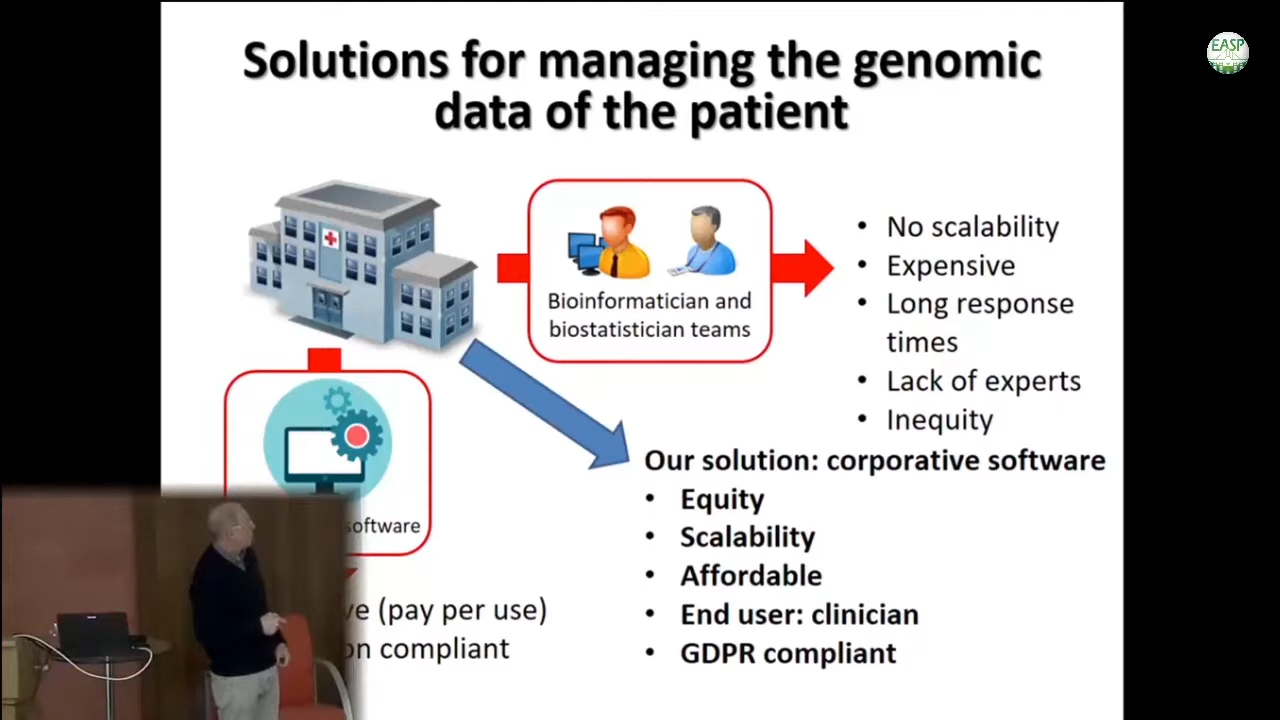 Solutions for managing the genomic
data of the patient
EASP
Bioinformatician and
biostatistician teams
• No scalability
• Expensive
• Long response
times
• Lack of experts
• Inequity
software
(pay per use)
compliant
Our solution: corporative software
• Equity
• Scalability
• Affordable
• End user: clinician
• GDPR compliant